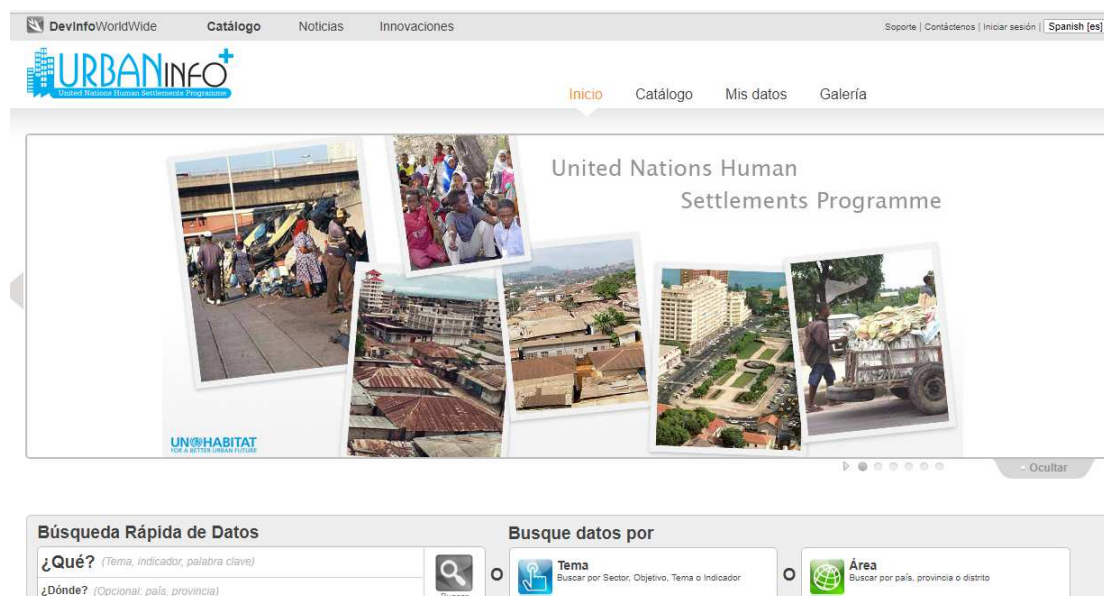 DevInfoWorldWide Catálogo Noticias Innovaciones Soporte | Contáctenos | Iniciar sesión | Spanish [es]
URBANINFO+
United Nations Human Settlements Programme
Inicio Catálogo Mis datos Galería
United Nations Human
Settlements Programme
UN HABITAT
FOR A BETTER URBAN FUTURE
- Ocultar
Búsqueda Rápida de Datos Busque datos por
¿Qué? (Tema, indicador, palabra clave)
O Tema O Área
Buscar por Sector, Objetivo, Tema o Indicador Buscar por país, provincia o distrito
¿Dónde? (Opcional: país, provincia)
Buscar